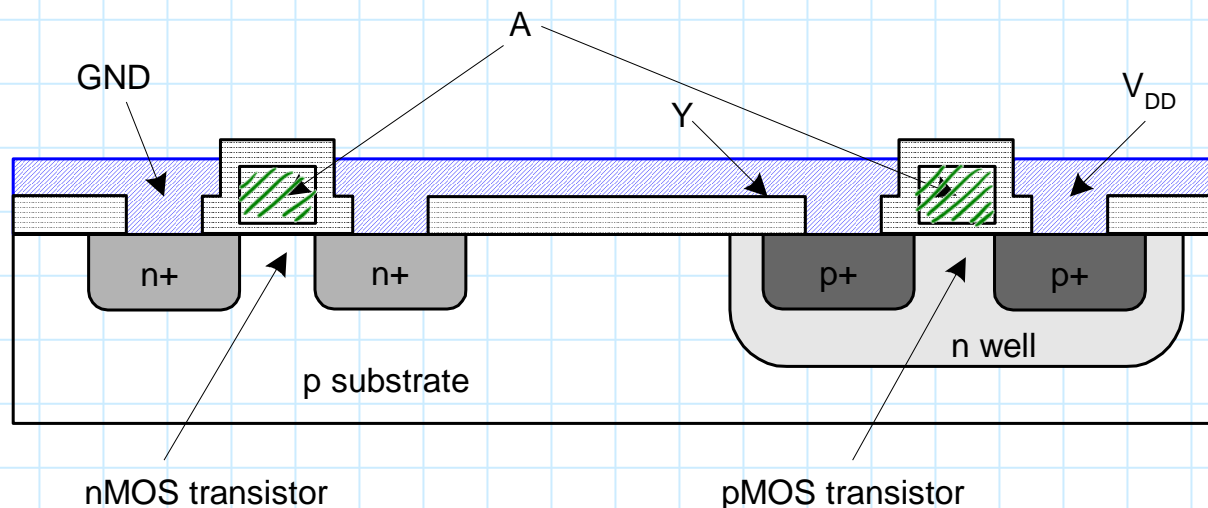 A
GND
Y
VDD
n+
n+
p+
p+
n well
p substrate
nMOS transistor
pMOS transistor